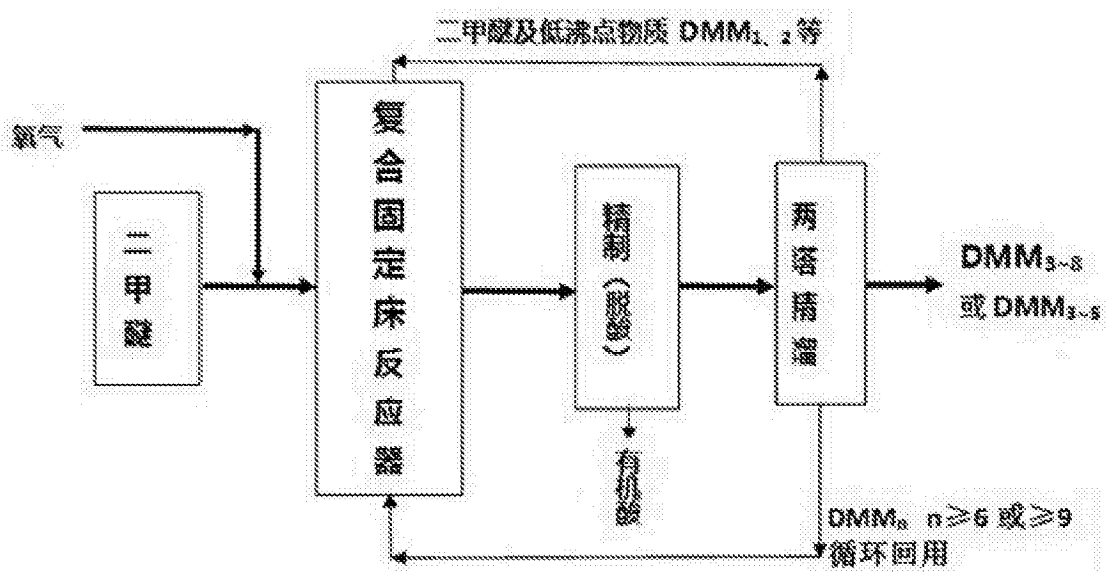 二甲醚及低沸点物质 DMM₁、₂等
氧气
二甲醚
复合固定床反应器
精制（脱酸）
两塔精馏
DMM₃~₈
或 DMM₃~₅
有机酸
DMMₙ n≥6 或≥9
循环回用